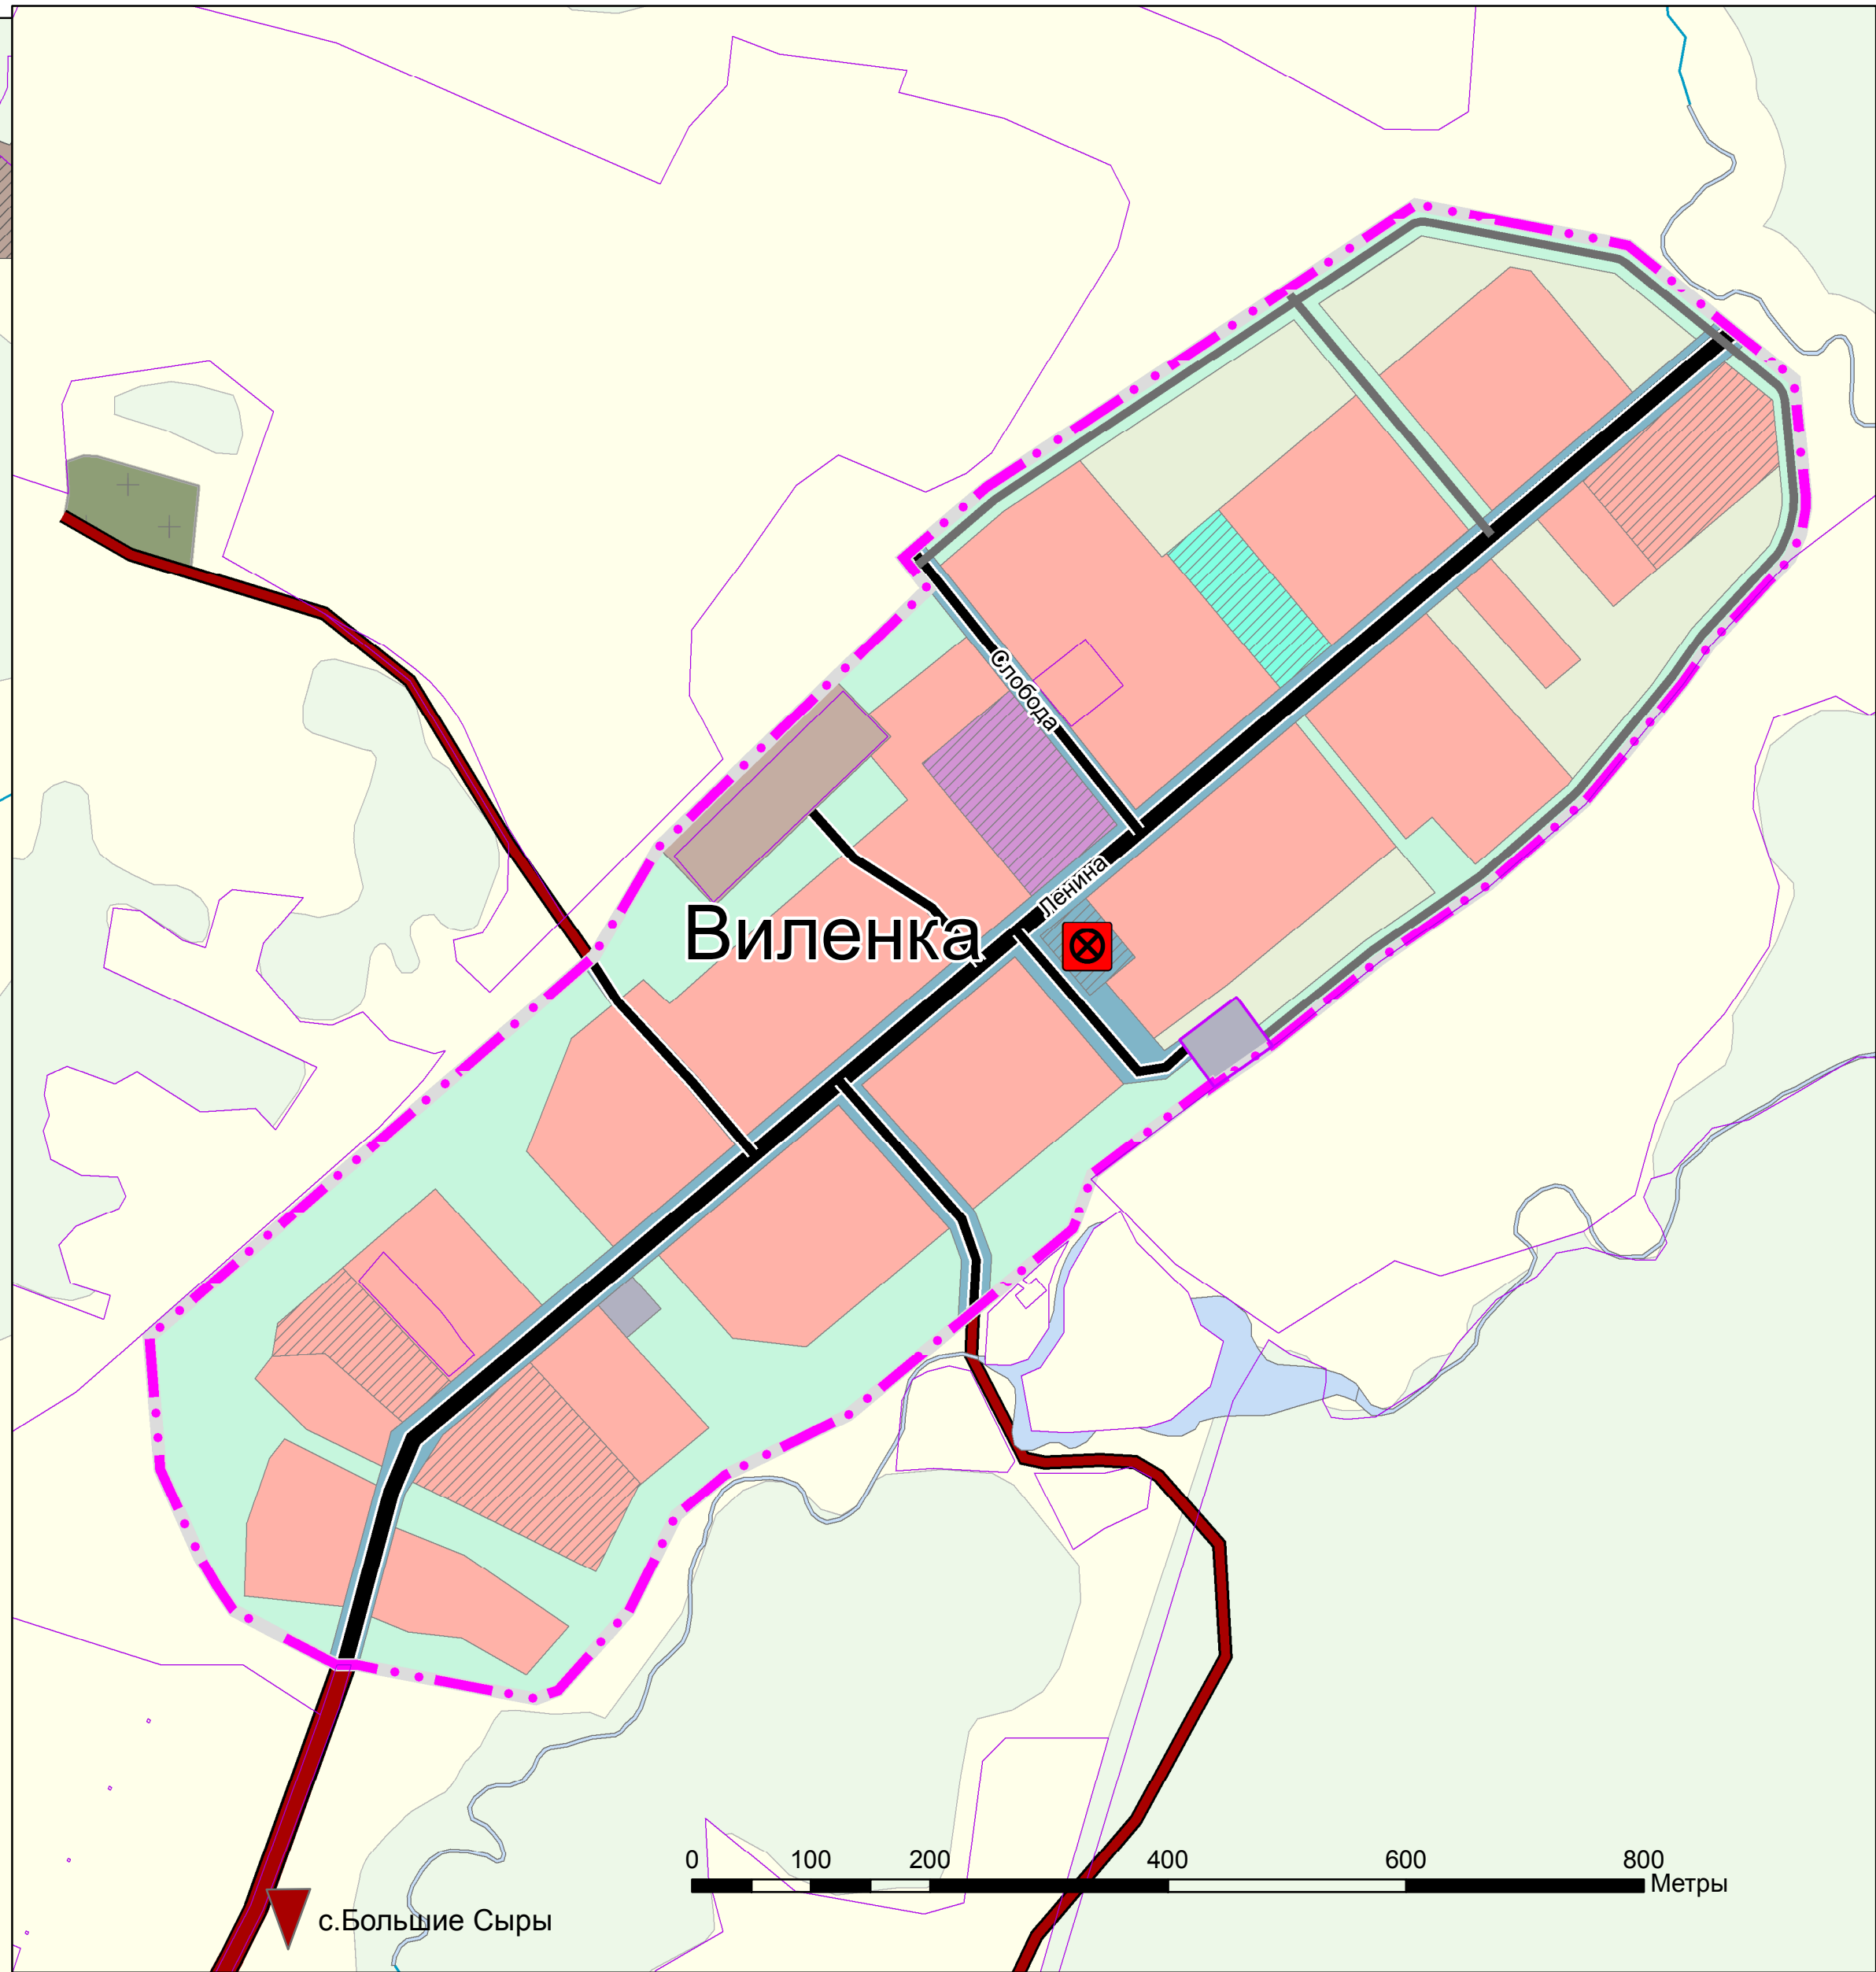 Слобода
Ленина
Виленка
0 100 200 400 600 800
Метры
с.Большие Сыры